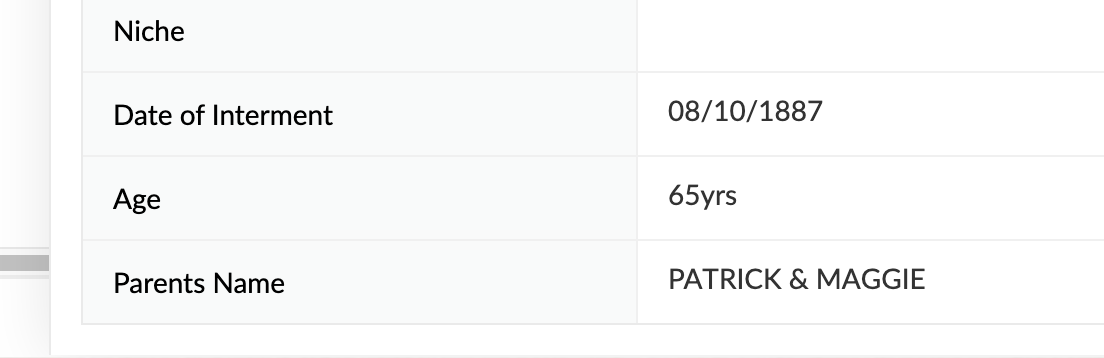 Niche
Date of Interment 08/10/1887
Age 65yrs
Parents Name PATRICK & MAGGIE